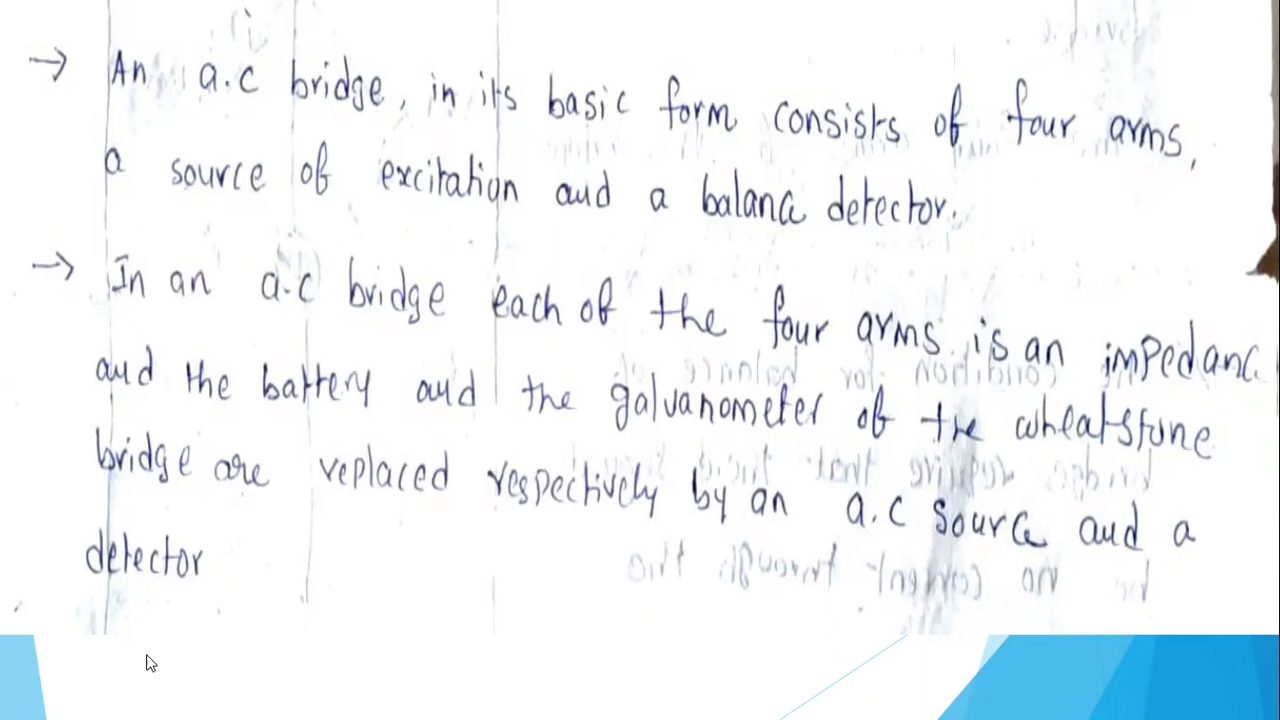 → An a.c bridge, in its basic form consists of four arms,
a source of excitation and a balance detector.
→ In an a.c bridge each of the four arms is an impedanc
and the battery and the galvanometer of the wheatstone
bridge are replaced respectively by an a.c source and a
detector